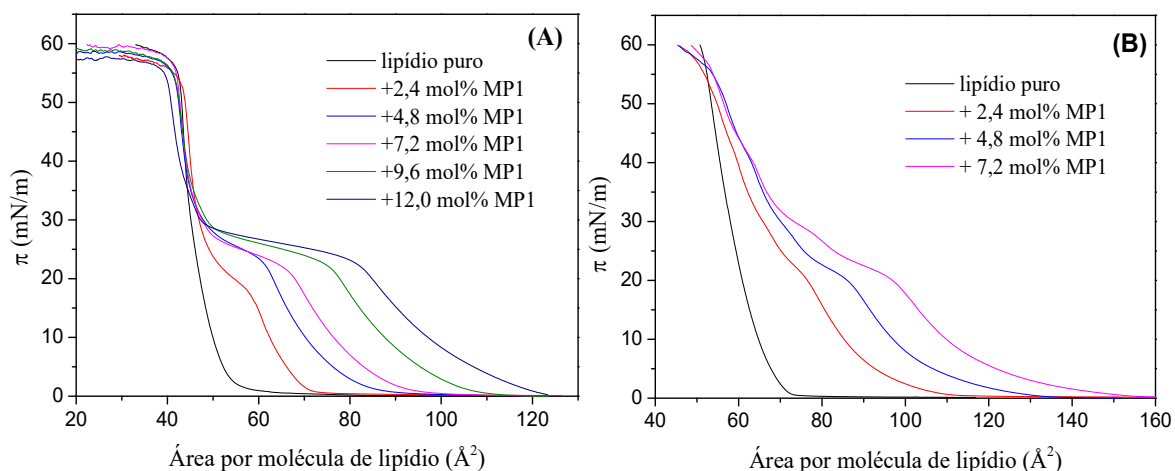 (A)
lipídio puro
+2,4 mol% MP1
+4,8 mol% MP1
+7,2 mol% MP1
+9,6 mol% MP1
+12,0 mol% MP1
π (mN/m)
60
50
40
30
20
10
0
20 40 60 80 100 120
Área por molécula de lipídio (Å²)
(B)
lipídio puro
+ 2,4 mol% MP1
+ 4,8 mol% MP1
+ 7,2 mol% MP1
π (mN/m)
60
50
40
30
20
10
0
40 60 80 100 120 140 160
Área por molécula de lipídio (Å²)